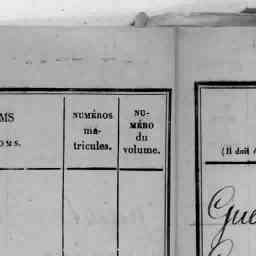 MS
OMS.
NUMÉROS
ma-
tricules.
NU-
MÉRO
du
volume.
(Il doit
Gue